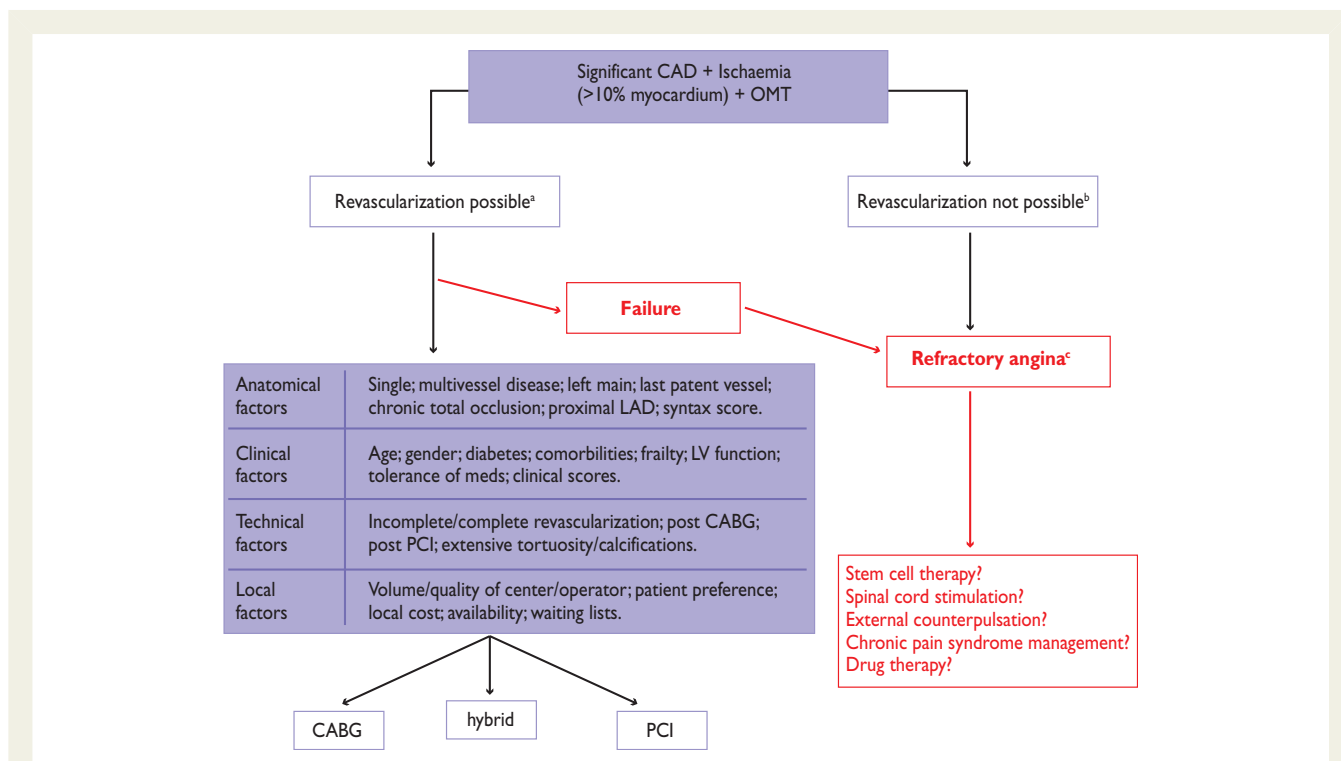 Significant CAD + Ischaemia
(>10% myocardium) + OMT
Revascularization possibleᵃ
Revascularization not possibleᵇ
Failure
Refractory anginaᶜ
Anatomical
factors
Single; multivessel disease; left main; last patent vessel;
chronic total occlusion; proximal LAD; syntax score.
Clinical
factors
Age; gender; diabetes; comorbilities; frailty; LV function;
tolerance of meds; clinical scores.
Technical
factors
Incomplete/complete revascularization; post CABG;
post PCI; extensive tortuosity/calcifications.
Local
factors
Volume/quality of center/operator; patient preference;
local cost; availability; waiting lists.
Stem cell therapy?
Spinal cord stimulation?
External counterpulsation?
Chronic pain syndrome management?
Drug therapy?
CABG
hybrid
PCI